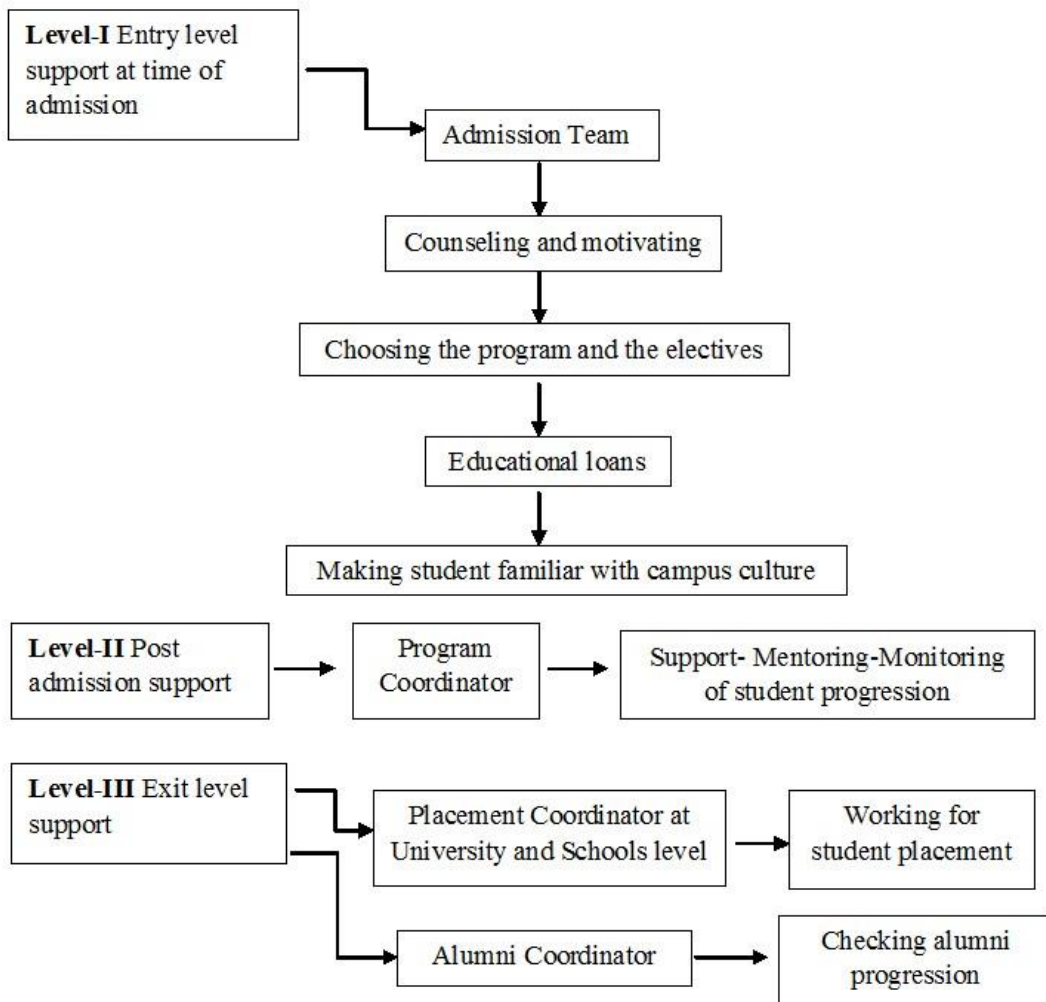 Level-I Entry level
support at time of
admission
Admission Team
Counseling and motivating
Choosing the program and the electives
Educational loans
Making student familiar with campus culture
Level-II Post
admission support
Program
Coordinator
Support- Mentoring-Monitoring
of student progression
Level-III Exit level
support
Placement Coordinator at
University and Schools level
Working for
student placement
Alumni Coordinator
Checking alumni
progression